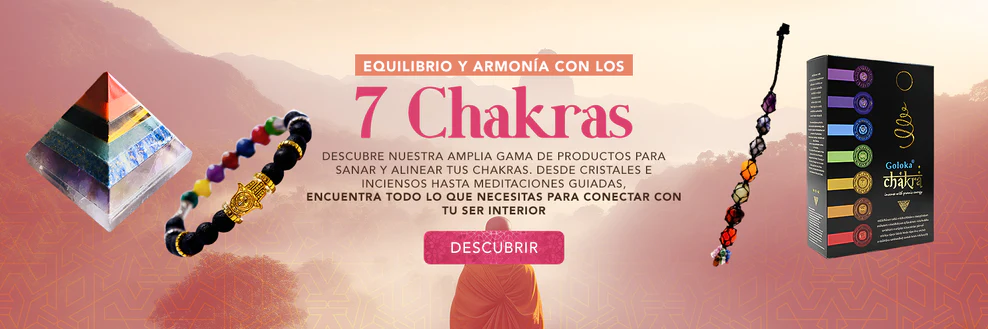 EQUILIBRIO Y ARMONÍA CON LOS
7 Chakras
DESCUBRE NUESTRA AMPLIA GAMA DE PRODUCTOS PARA
SANAR Y ALINEAR TUS CHAKRAS. DESDE CRISTALES E
INCIENSOS HASTA MEDITACIONES GUIADAS,
ENCUENTRA TODO LO QUE NECESITAS PARA CONECTAR CON
TU SER INTERIOR
DESCUBRIR
Goloka
chakra